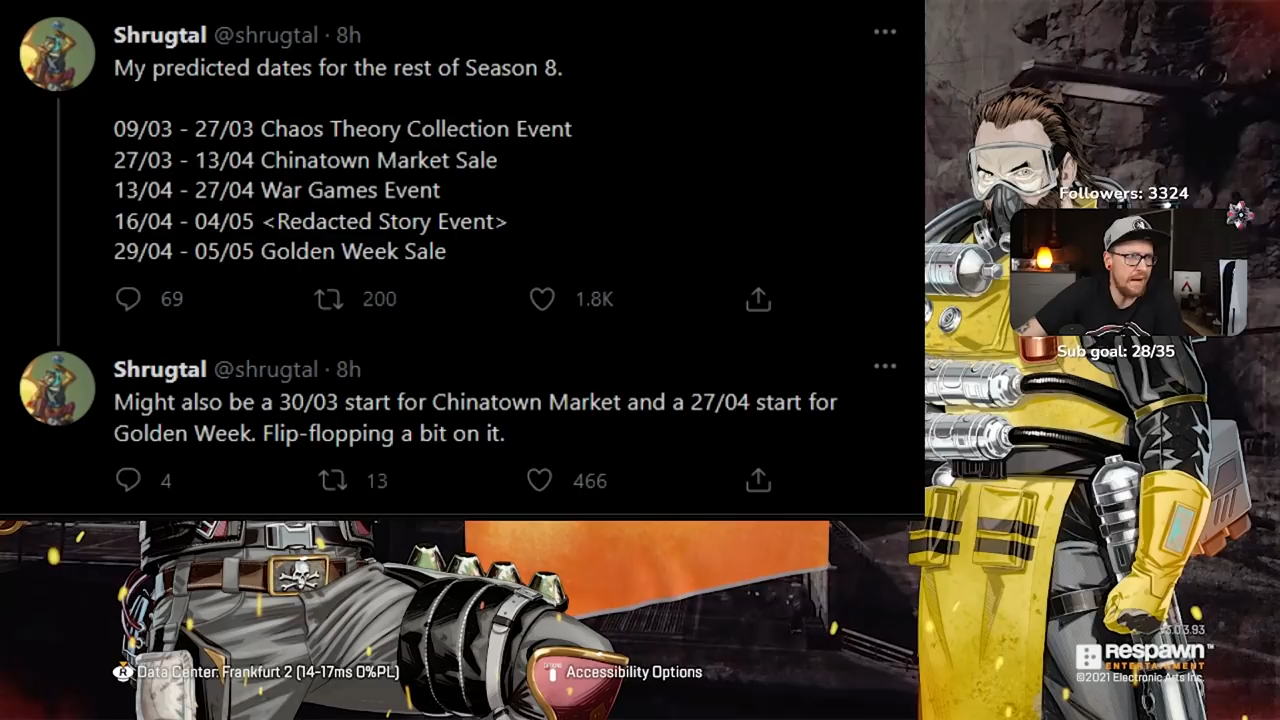 Shrugtal @shrugtal · 8h
My predicted dates for the rest of Season 8.
09/03 - 27/03 Chaos Theory Collection Event
27/03 - 13/04 Chinatown Market Sale
13/04 - 27/04 War Games Event
16/04 - 04/05 <Redacted Story Event>
29/04 - 05/05 Golden Week Sale
69 200 1.8K
Shrugtal @shrugtal · 8h
Might also be a 30/03 start for Chinatown Market and a 27/04 start for
Golden Week. Flip-flopping a bit on it.
4 13 466
Followers: 3324
Sub goal: 28/35
R Data Center: Frankfurt 2 (14-17ms 0%PL)
OPTIONS Accessibility Options
Respawn™
ENTERTAINMENT
©2021 Electronic Arts Inc.